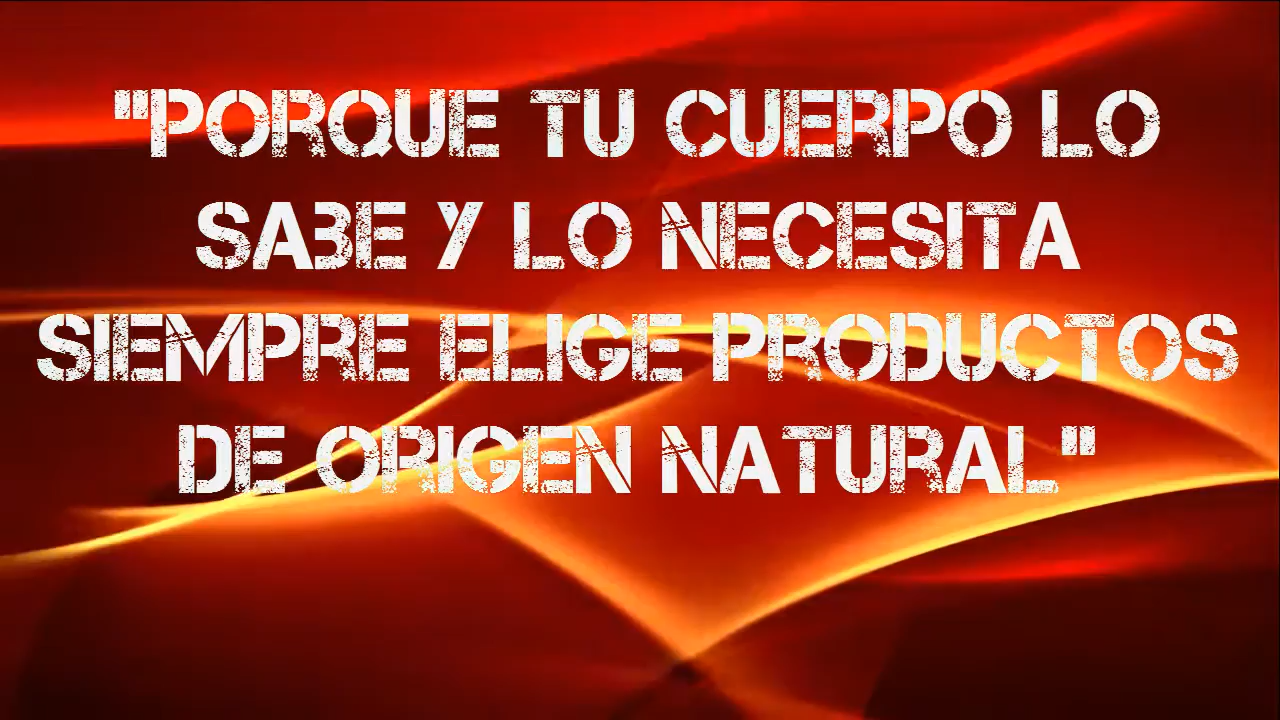 "PORQUE TU CUERPO LO
SABE Y LO NECESITA
SIEMPRE ELIGE PRODUCTOS
DE ORIGEN NATURAL"